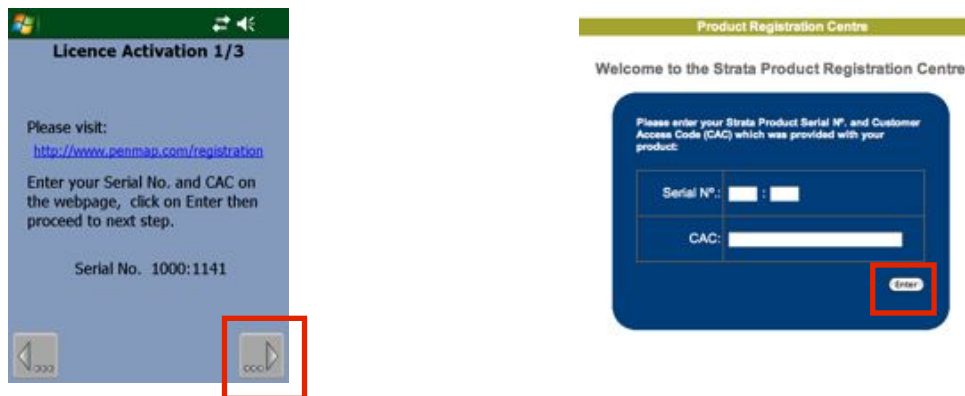 Licence Activation 1/3
Please visit:
http://www.penmap.com/registration
Enter your Serial No. and CAC on
the webpage, click on Enter then
proceed to next step.
Serial No. 1000:1141
Product Registration Centre
Welcome to the Strata Product Registration Centre
Please enter your Strata Product Serial Nº. and Customer
Access Code (CAC) which was provided with your
product:
Serial Nº.: :
CAC:
Enter